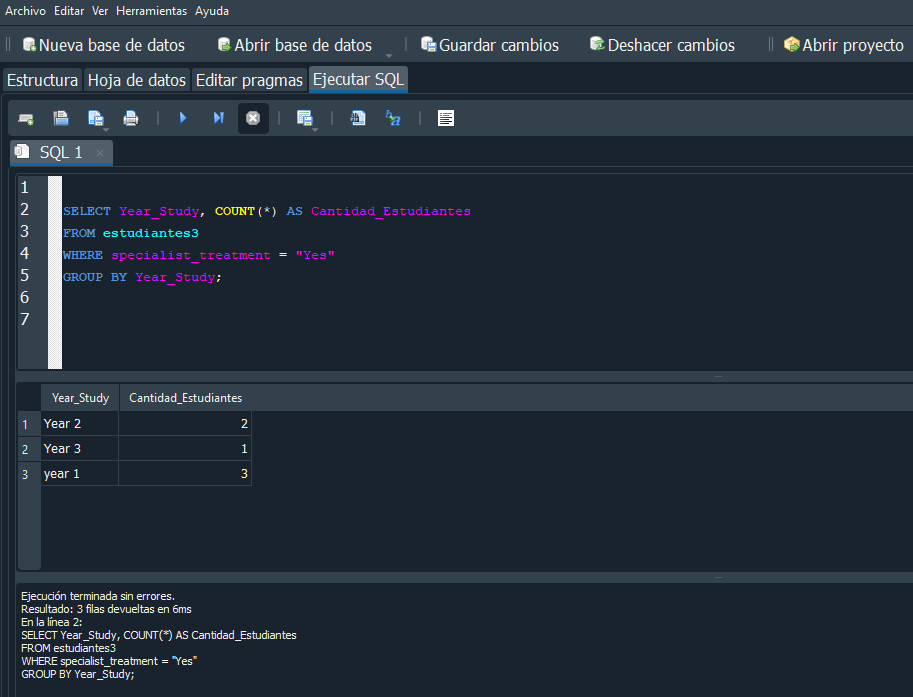 Archivo Editar Ver Herramientas Ayuda
Nueva base de datos Abrir base de datos Guardar cambios Deshacer cambios Abrir proyecto
Estructura Hoja de datos Editar pragmas Ejecutar SQL
SQL 1
1
2 SELECT Year_Study, COUNT(*) AS Cantidad_Estudiantes
3 FROM estudiantes3
4 WHERE specialist_treatment = "Yes"
5 GROUP BY Year_Study;
6
7
Year_Study Cantidad_Estudiantes
1 Year 2 2
2 Year 3 1
3 year 1 3
Ejecución terminada sin errores.
Resultado: 3 filas devueltas en 6ms
En la línea 2:
SELECT Year_Study, COUNT(*) AS Cantidad_Estudiantes
FROM estudiantes3
WHERE specialist_treatment = "Yes"
GROUP BY Year_Study;